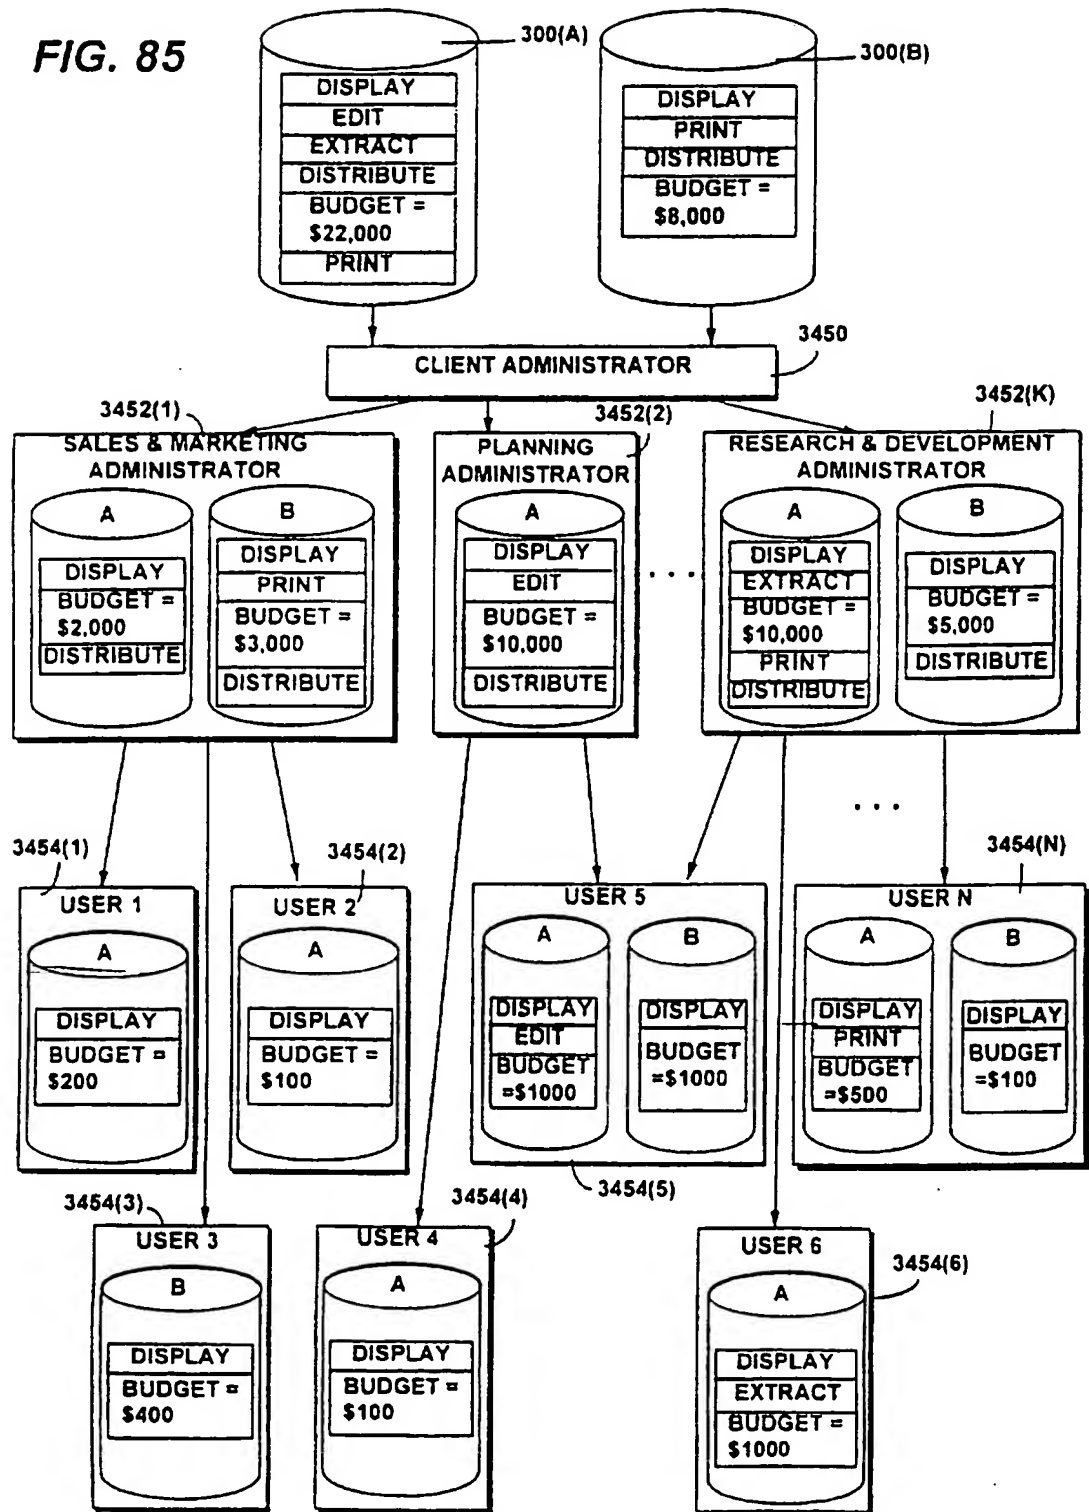 FIG. 85
300(A)
300(B)
DISPLAY
EDIT
EXTRACT
DISTRIBUTE
BUDGET =
$22,000
PRINT
DISPLAY
PRINT
DISTRIBUTE
BUDGET =
$8,000
CLIENT ADMINISTRATOR
3450
3452(1)
3452(2)
3452(K)
SALES & MARKETING
ADMINISTRATOR
A
DISPLAY
BUDGET =
$2,000
DISTRIBUTE
B
DISPLAY
PRINT
BUDGET =
$3,000
DISTRIBUTE
PLANNING
ADMINISTRATOR
A
DISPLAY
EDIT
BUDGET =
$10,000
DISTRIBUTE
. . .
RESEARCH & DEVELOPMENT
ADMINISTRATOR
A
DISPLAY
EXTRACT
BUDGET =
$10,000
PRINT
DISTRIBUTE
B
DISPLAY
BUDGET =
$5,000
DISTRIBUTE
. . .
3454(1)
USER 1
A
DISPLAY
BUDGET =
$200
3454(2)
USER 2
A
DISPLAY
BUDGET =
$100
USER 5
A
DISPLAY
EDIT
BUDGET
=$1000
B
DISPLAY
BUDGET
=$1000
3454(5)
3454(N)
USER N
A
DISPLAY
PRINT
BUDGET
=$500
B
DISPLAY
BUDGET
=$100
3454(3)
USER 3
B
DISPLAY
BUDGET =
$400
3454(4)
USER 4
A
DISPLAY
BUDGET =
$100
USER 6
3454(6)
A
DISPLAY
EXTRACT
BUDGET =
$1000